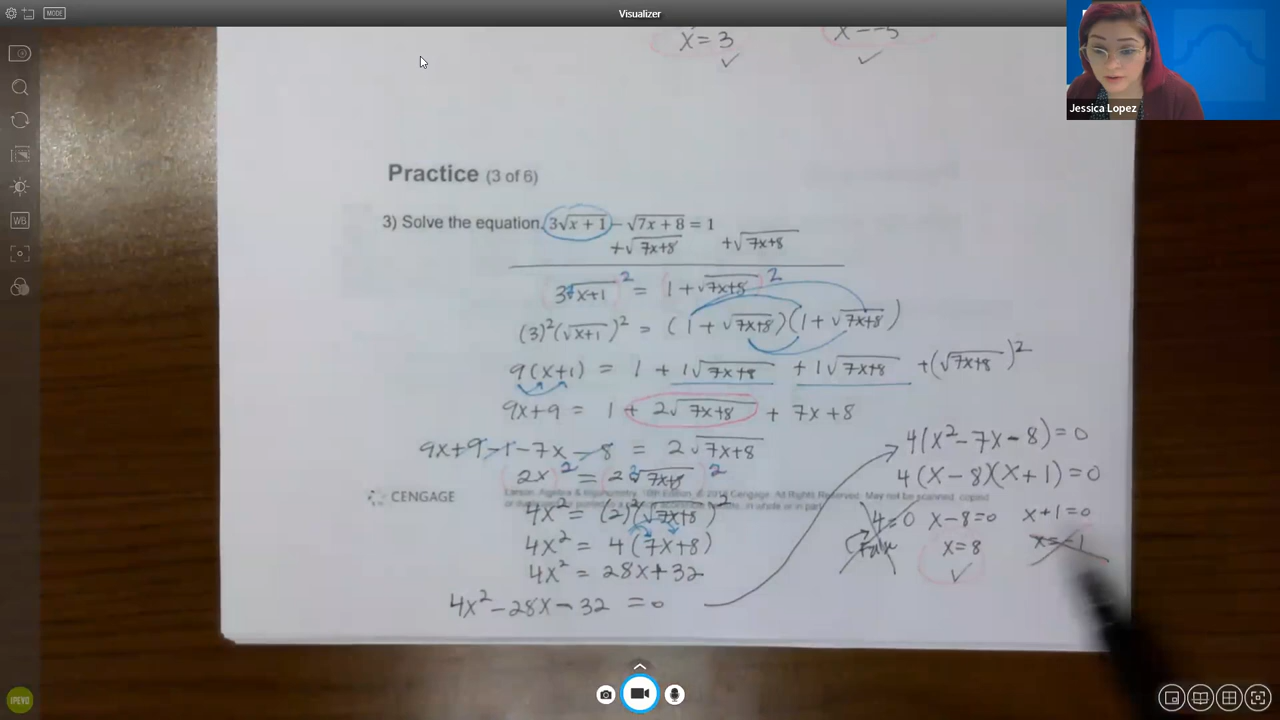 MODE
Visualizer
Jessica Lopez
WB
x = 3
✓
✓
Practice (3 of 6)
3) Solve the equation. 3√(x + 1) − √(7x + 8) = 1
+√(7x+8) +√(7x+8)
3√(x+1) ² = 1 + √(7x+8) ²
(3)²(√(x+1))² = (1 + √(7x+8))(1 + √(7x+8))
9(x+1) = 1 + 1√(7x+8) + 1√(7x+8) + (√(7x+8))²
9x+9 = 1 + 2√(7x+8) + 7x+8
9x+9−1−7x−8 = 2√(7x+8)
(2x)² = (2√(7x+8))²
CENGAGE
4x² = (2)²(√(7x+8))²
4x² = 4(7x+8)
4x² = 28x+32
4x²−28x−32 = 0
4(x²−7x−8) = 0
4(x−8)(x+1) = 0
4=0 x−8=0 x+1=0
x=8 x=−1
✓
IPEVO